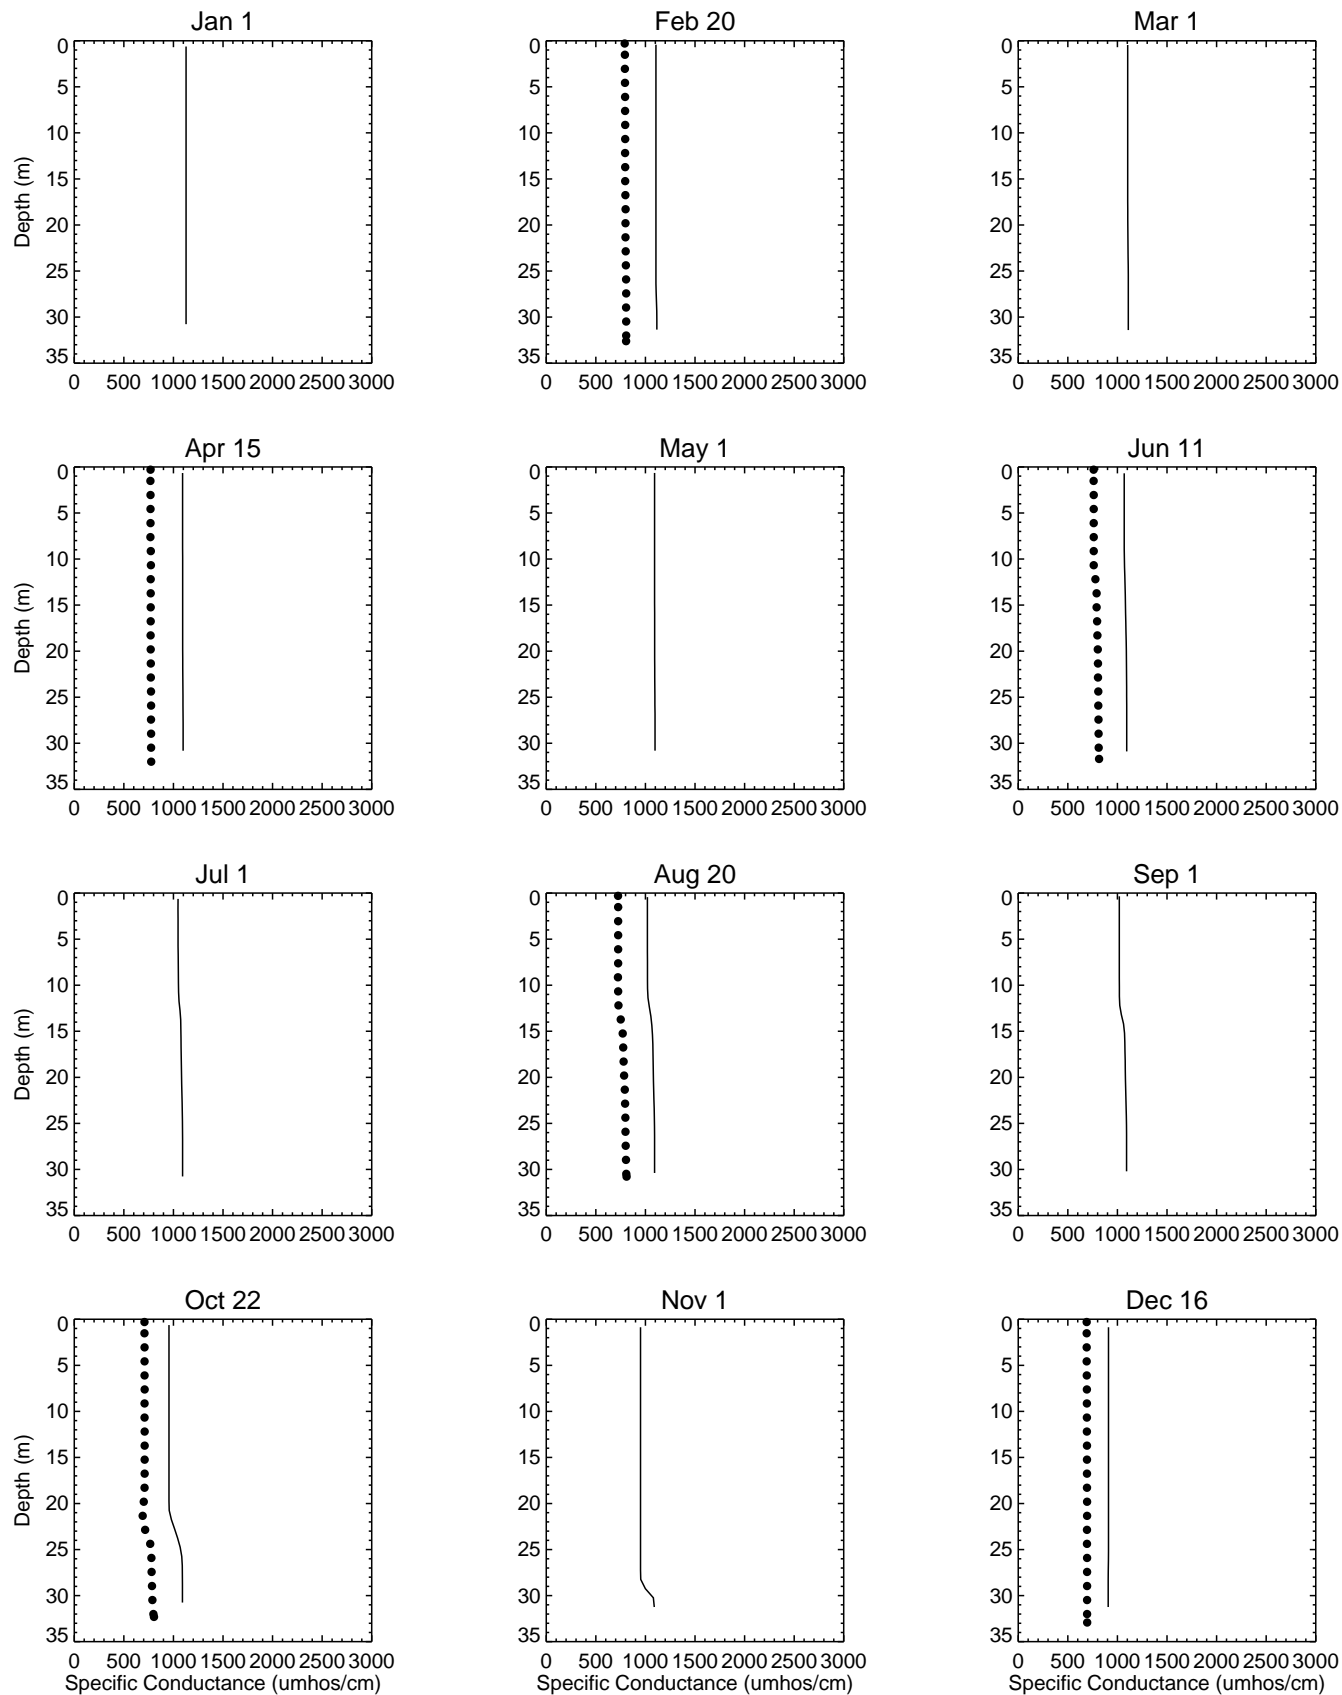 Jan 1
Feb 20
Mar 1
0 0 0
5 5 5
10 10 10
15 15 15
20 20 20
25 25 25
30 30 30
35 35 35
Depth (m)
0 500 1000 1500 2000 2500 3000
0 500 1000 1500 2000 2500 3000
0 500 1000 1500 2000 2500 3000
Apr 15
May 1
Jun 11
0 0 0
5 5 5
10 10 10
15 15 15
20 20 20
25 25 25
30 30 30
35 35 35
Depth (m)
0 500 1000 1500 2000 2500 3000
0 500 1000 1500 2000 2500 3000
0 500 1000 1500 2000 2500 3000
Jul 1
Aug 20
Sep 1
0 0 0
5 5 5
10 10 10
15 15 15
20 20 20
25 25 25
30 30 30
35 35 35
Depth (m)
0 500 1000 1500 2000 2500 3000
0 500 1000 1500 2000 2500 3000
0 500 1000 1500 2000 2500 3000
Oct 22
Nov 1
Dec 16
0 0 0
5 5 5
10 10 10
15 15 15
20 20 20
25 25 25
30 30 30
35 35 35
Depth (m)
0 500 1000 1500 2000 2500 3000
0 500 1000 1500 2000 2500 3000
0 500 1000 1500 2000 2500 3000
Specific Conductance (umhos/cm)
Specific Conductance (umhos/cm)
Specific Conductance (umhos/cm)